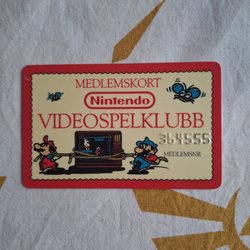 MEDLEMSKORT
Nintendo
VIDEOSPELKLUBB
364555
MEDLEMSNR